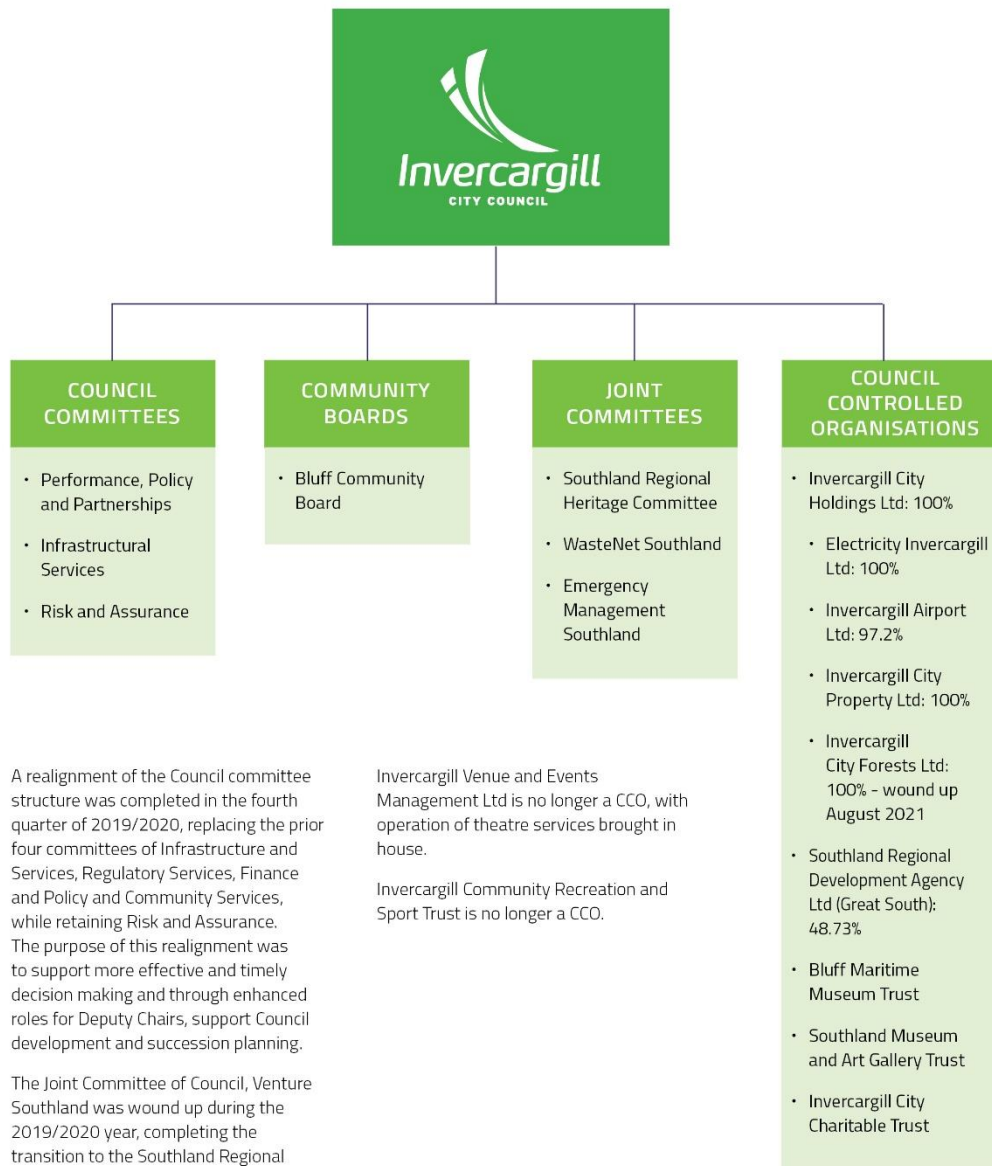 Invercargill
CITY COUNCIL
COUNCIL
COMMITTEES
• Performance, Policy
and Partnerships
• Infrastructural
Services
• Risk and Assurance
COMMUNITY
BOARDS
• Bluff Community
Board
JOINT
COMMITTEES
• Southland Regional
Heritage Committee
• WasteNet Southland
• Emergency
Management
Southland
COUNCIL
CONTROLLED
ORGANISATIONS
• Invercargill City
Holdings Ltd: 100%
• Electricity Invercargill
Ltd: 100%
• Invercargill Airport
Ltd: 97.2%
• Invercargill City
Property Ltd: 100%
• Invercargill
City Forests Ltd:
100% - wound up
August 2021
• Southland Regional
Development Agency
Ltd (Great South):
48.73%
• Bluff Maritime
Museum Trust
• Southland Museum
and Art Gallery Trust
• Invercargill City
Charitable Trust
A realignment of the Council committee
structure was completed in the fourth
quarter of 2019/2020, replacing the prior
four committees of Infrastructure and
Services, Regulatory Services, Finance
and Policy and Community Services,
while retaining Risk and Assurance.
The purpose of this realignment was
to support more effective and timely
decision making and through enhanced
roles for Deputy Chairs, support Council
development and succession planning.
The Joint Committee of Council, Venture
Southland was wound up during the
2019/2020 year, completing the
transition to the Southland Regional
Invercargill Venue and Events
Management Ltd is no longer a CCO, with
operation of theatre services brought in
house.
Invercargill Community Recreation and
Sport Trust is no longer a CCO.